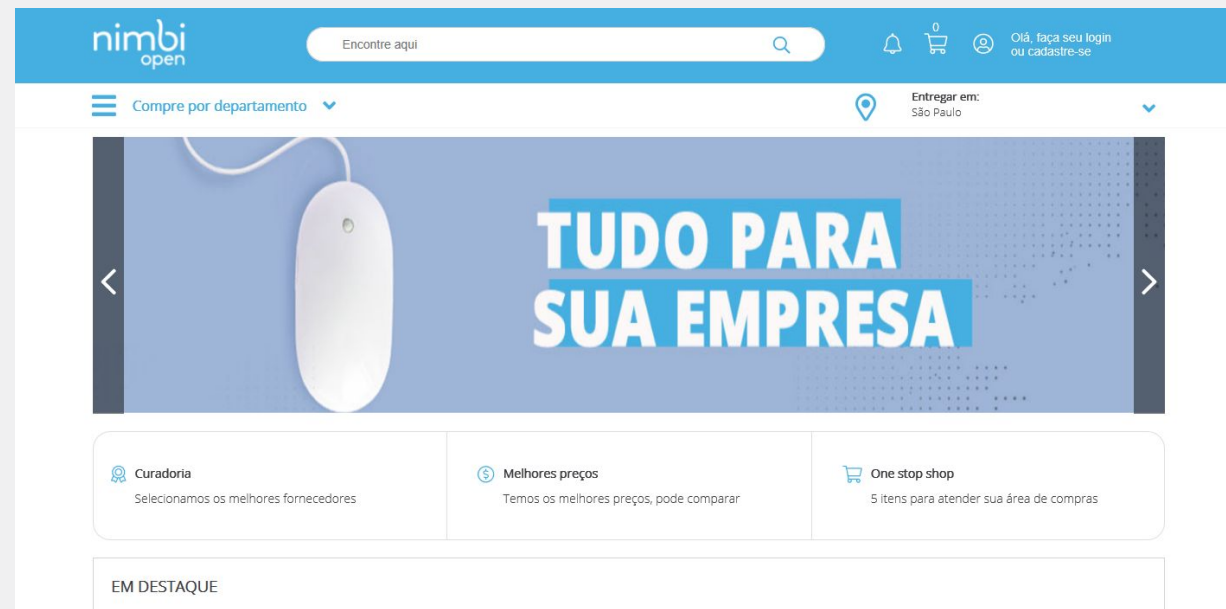 nimbi
open
Encontre aqui
0
Olá, faça seu login
ou cadastre-se
Compre por departamento
Entregar em:
São Paulo
TUDO PARA
SUA EMPRESA
Curadoria
Selecionamos os melhores fornecedores
Melhores preços
Temos os melhores preços, pode comparar
One stop shop
5 itens para atender sua área de compras
EM DESTAQUE